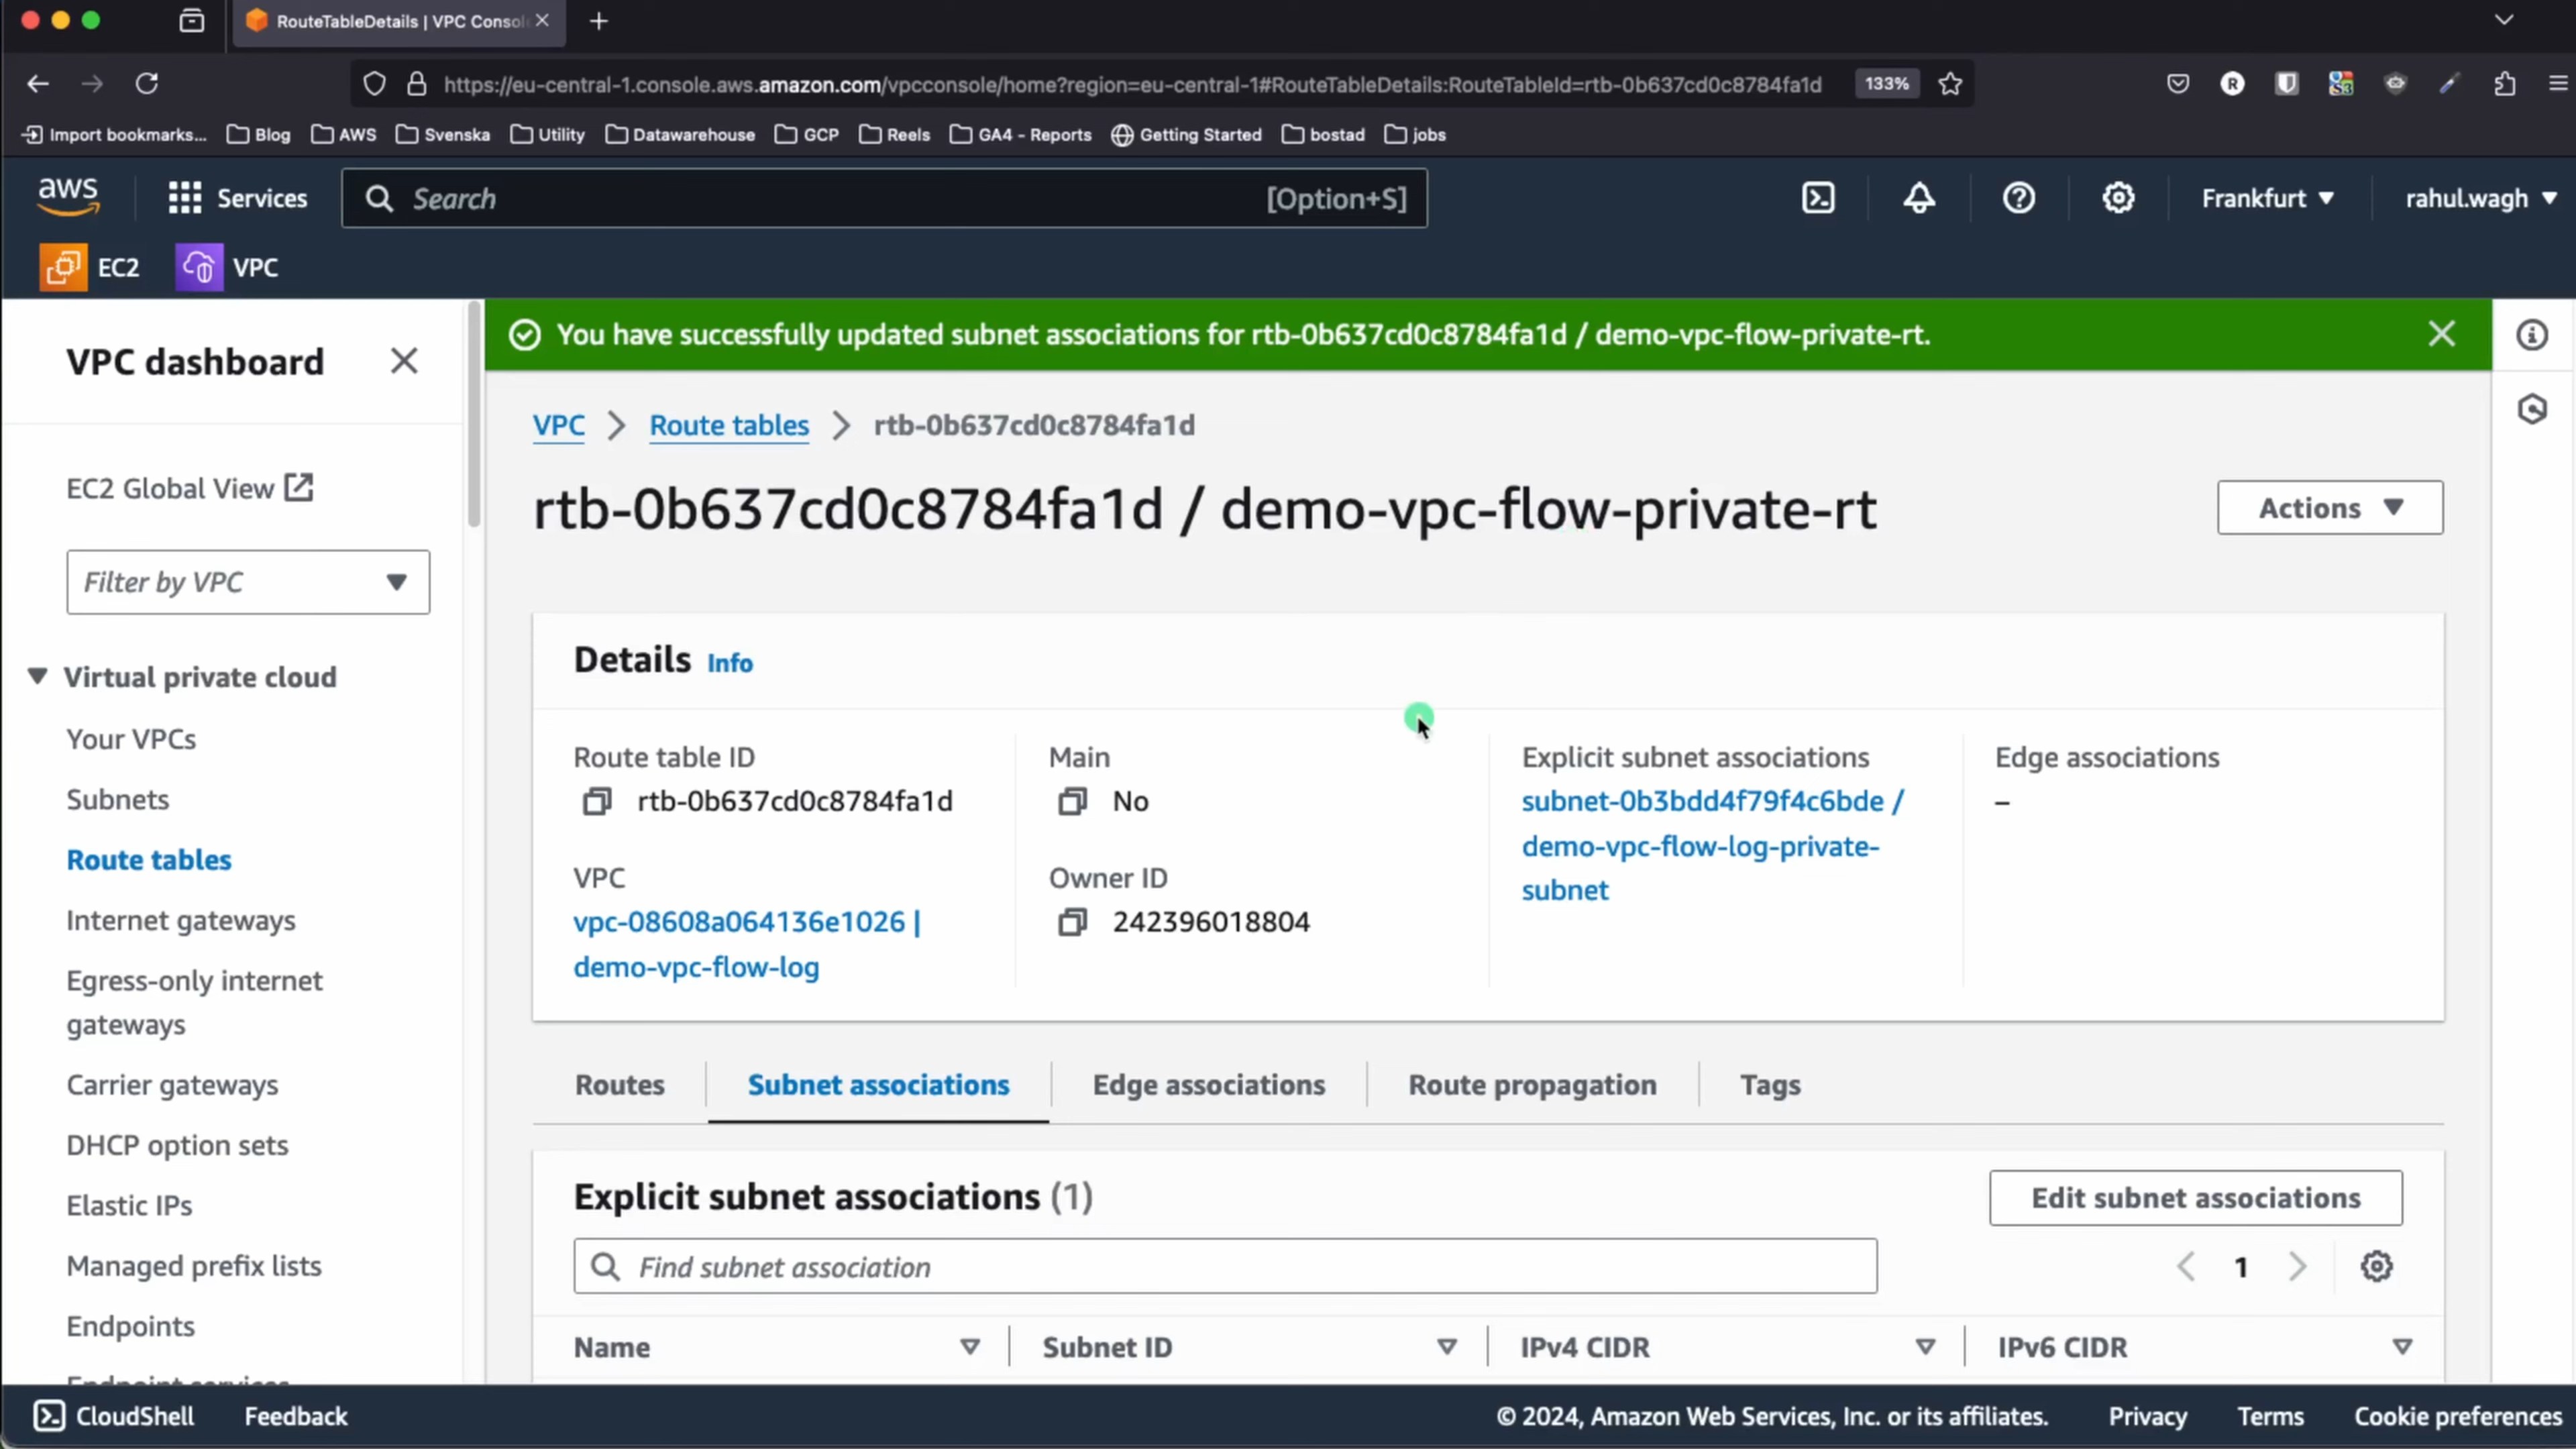 RouteTableDetails | VPC Consol
https://eu-central-1.console.aws.amazon.com/vpcconsole/home?region=eu-central-1#RouteTableDetails:RouteTableId=rtb-0b637cd0c8784fa1d
133%
Import bookmarks...
Blog
AWS
Svenska
Utility
Datawarehouse
GCP
Reels
GA4 - Reports
Getting Started
bostad
jobs
aws
Services
Search
[Option+S]
Frankfurt
rahul.wagh
EC2
VPC
VPC dashboard
EC2 Global View
Filter by VPC
Virtual private cloud
Your VPCs
Subnets
Route tables
Internet gateways
Egress-only internet
gateways
Carrier gateways
DHCP option sets
Elastic IPs
Managed prefix lists
Endpoints
Endpoint services
You have successfully updated subnet associations for rtb-0b637cd0c8784fa1d / demo-vpc-flow-private-rt.
VPC
Route tables
rtb-0b637cd0c8784fa1d
rtb-0b637cd0c8784fa1d / demo-vpc-flow-private-rt
Actions
Details Info
Route table ID
rtb-0b637cd0c8784fa1d
Main
No
Explicit subnet associations
subnet-0b3bdd4f79f4c6bde /
demo-vpc-flow-log-private-
subnet
Edge associations
–
VPC
vpc-08608a064136e1026 |
demo-vpc-flow-log
Owner ID
242396018804
Routes
Subnet associations
Edge associations
Route propagation
Tags
Explicit subnet associations (1)
Edit subnet associations
Find subnet association
1
Name
Subnet ID
IPv4 CIDR
IPv6 CIDR
CloudShell
Feedback
© 2024, Amazon Web Services, Inc. or its affiliates.
Privacy
Terms
Cookie preferences